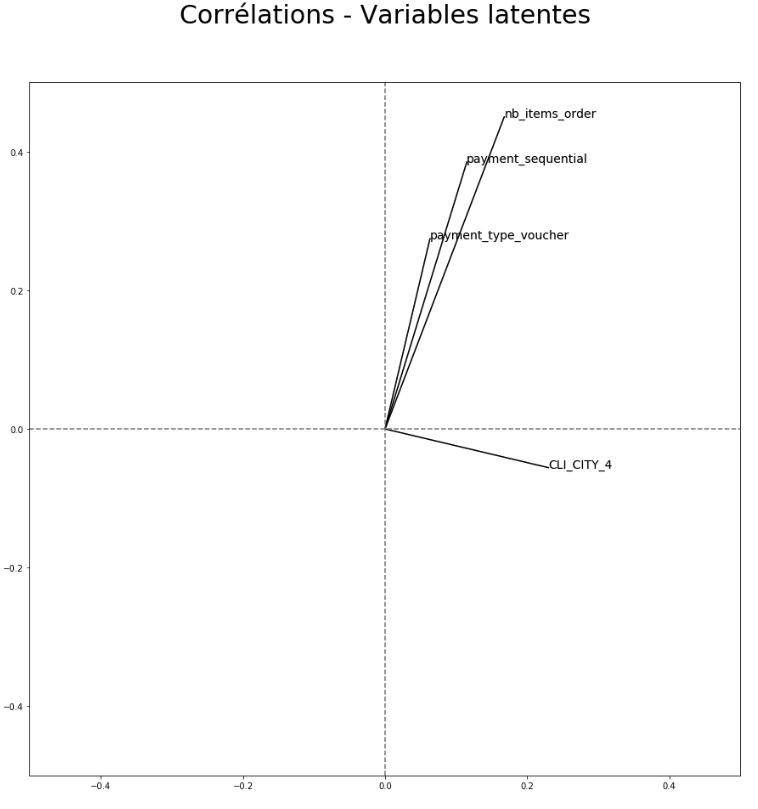 Corrélations - Variables latentes
nb_items_order
0.4
payment_sequential
payment_type_voucher
0.2
0.0
CLI_CITY_4
−0.2
−0.4
−0.4
−0.2
0.0
0.2
0.4